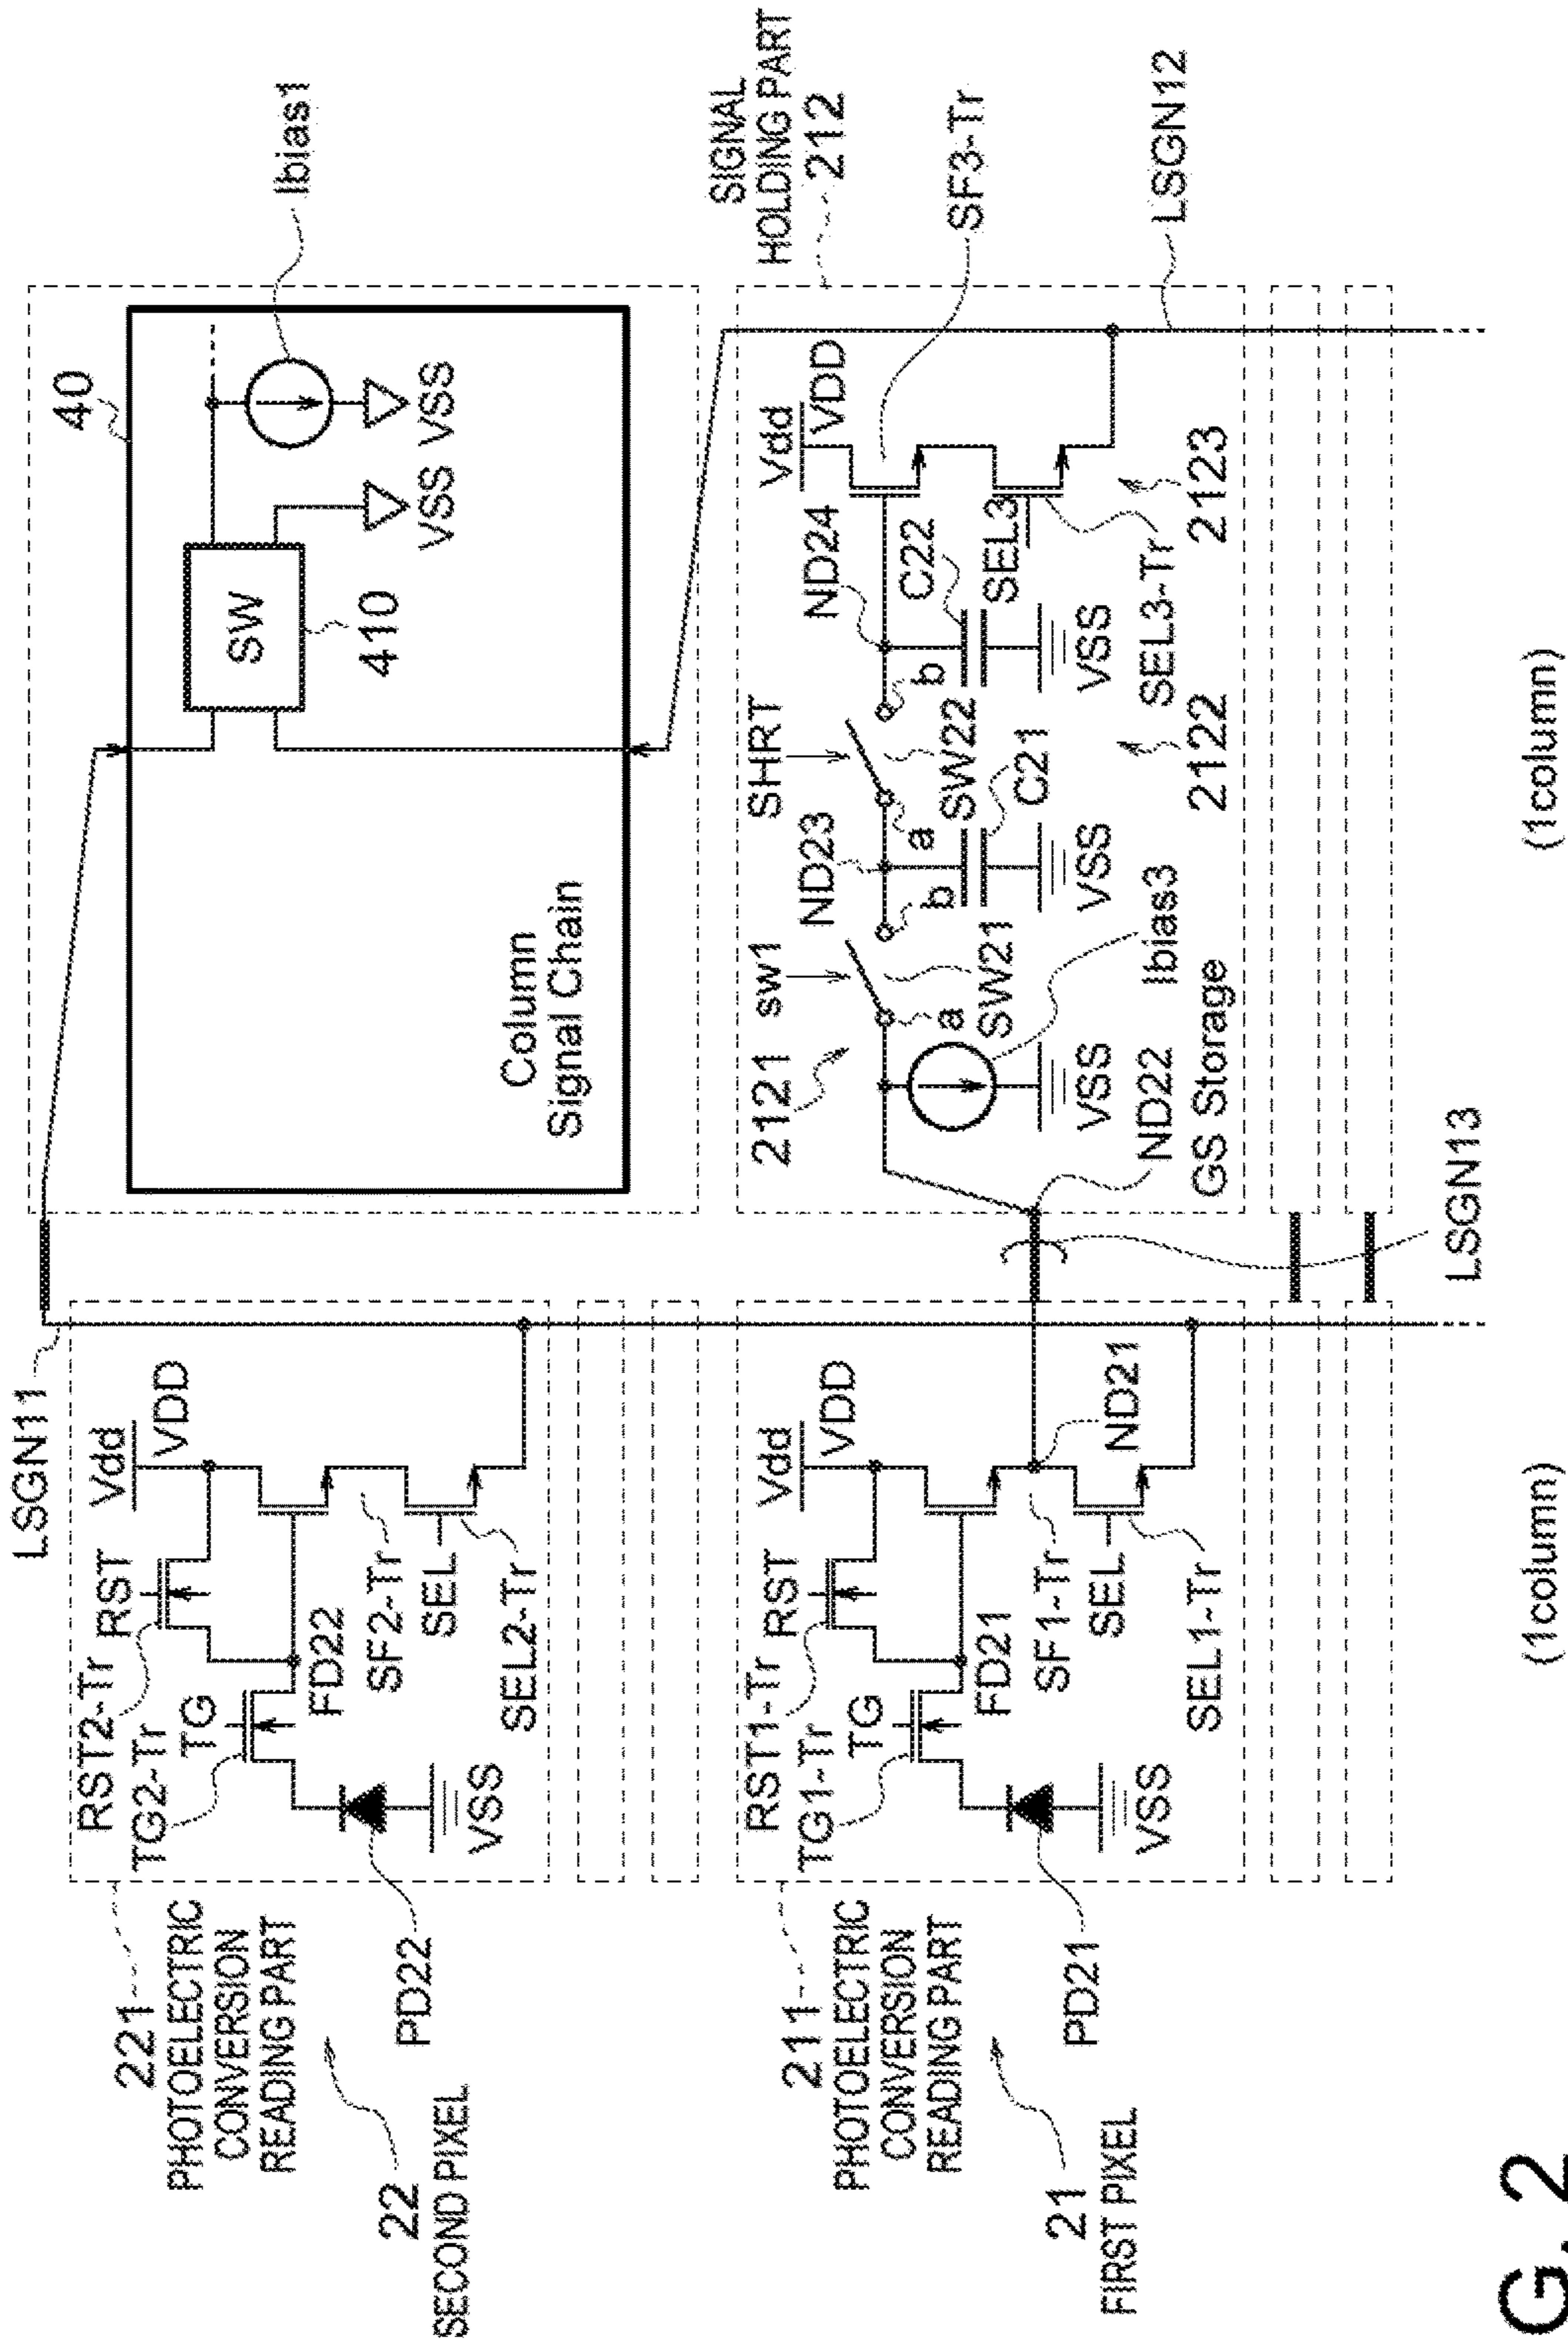 LSGN11
221
PHOTOELECTRIC
CONVERSION
READING PART
22
SECOND PIXEL
RST2-Tr
TG2-Tr
RST
TG
Vdd
VDD
FD22
SF2-Tr
SEL
SEL2-Tr
PD22
VSS
40
Column
Signal Chain
SW
410
VSS
VSS
Ibias1
211
PHOTOELECTRIC
CONVERSION
READING PART
21
FIRST PIXEL
RST1-Tr
TG1-Tr
RST
TG
Vdd
VDD
FD21
SF1-Tr
SEL
SEL1-Tr
ND21
PD21
VSS
SIGNAL
HOLDING PART
212
2121
sw1
SHRT
ND23
ND24
Vdd
VDD
a
b
a
b
SW21
SW22
C21
C22
SEL3
VSS
VSS
VSS
Ibias3
ND22
GS Storage
2122
SEL3-Tr
2123
SF3-Tr
LSGN12
LSGN13
(1column)
(1column)
G. 2